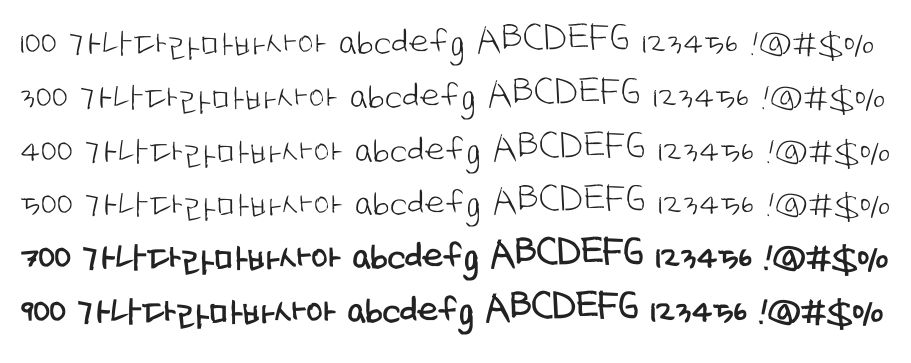 100 가나다라마바사아 abcdefg ABCDEFG 123456 !@#$%
300 가나다라마바사아 abcdefg ABCDEFG 123456 !@#$%
400 가나다라마바사아 abcdefg ABCDEFG 123456 !@#$%
500 가나다라마바사아 abcdefg ABCDEFG 123456 !@#$%
700 가나다라마바사아 abcdefg ABCDEFG 123456 !@#$%
900 가나다라마바사아 abcdefg ABCDEFG 123456 !@#$%